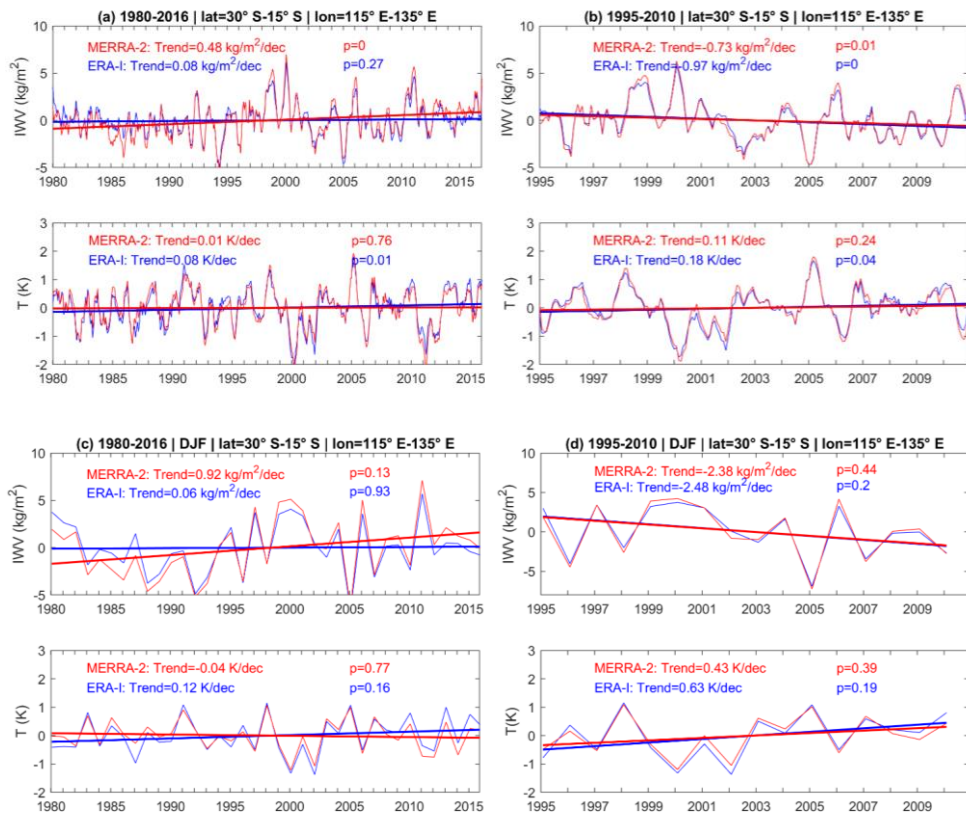 (a) 1980-2016 | lat=30° S-15° S | lon=115° E-135° E
10
5
0
-5
IWV (kg/m²)
MERRA-2: Trend=0.48 kg/m²/dec p=0
ERA-I: Trend=0.08 kg/m²/dec p=0.27
1980 1985 1990 1995 2000 2005 2010 2015
3
2
1
0
-1
-2
T (K)
MERRA-2: Trend=0.01 K/dec p=0.76
ERA-I: Trend=0.08 K/dec p=0.01
1980 1985 1990 1995 2000 2005 2010 2015
(b) 1995-2010 | lat=30° S-15° S | lon=115° E-135° E
10
5
0
-5
IWV (kg/m²)
MERRA-2: Trend=-0.73 kg/m²/dec p=0.01
ERA-I: Trend=-0.97 kg/m²/dec p=0
1995 1997 1999 2001 2003 2005 2007 2009
3
2
1
0
-1
-2
T (K)
MERRA-2: Trend=0.11 K/dec p=0.24
ERA-I: Trend=0.18 K/dec p=0.04
1995 1997 1999 2001 2003 2005 2007 2009
(c) 1980-2016 | DJF | lat=30° S-15° S | lon=115° E-135° E
10
5
0
-5
IWV (kg/m²)
MERRA-2: Trend=0.92 kg/m²/dec p=0.13
ERA-I: Trend=0.06 kg/m²/dec p=0.93
1980 1985 1990 1995 2000 2005 2010 2015
3
2
1
0
-1
-2
T(K)
MERRA-2: Trend=-0.04 K/dec p=0.77
ERA-I: Trend=0.12 K/dec p=0.16
1980 1985 1990 1995 2000 2005 2010 2015
(d) 1995-2010 | DJF | lat=30° S-15° S | lon=115° E-135° E
10
5
0
-5
IWV (kg/m²)
MERRA-2: Trend=-2.38 kg/m²/dec p=0.44
ERA-I: Trend=-2.48 kg/m²/dec p=0.2
1995 1997 1999 2001 2003 2005 2007 2009
3
2
1
0
-1
-2
T (K)
MERRA-2: Trend=0.43 K/dec p=0.39
ERA-I: Trend=0.63 K/dec p=0.19
1995 1997 1999 2001 2003 2005 2007 2009